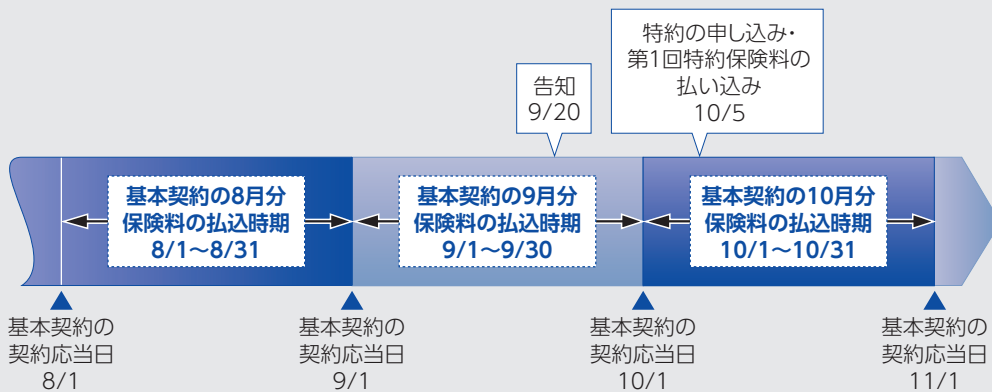 特約の申し込み・
第1回特約保険料の
払い込み
10/5
告知
9/20
基本契約の8月分
保険料の払込時期
8/1～8/31
基本契約の9月分
保険料の払込時期
9/1～9/30
基本契約の10月分
保険料の払込時期
10/1～10/31
基本契約の
契約応当日
8/1
基本契約の
契約応当日
9/1
基本契約の
契約応当日
10/1
基本契約の
契約応当日
11/1